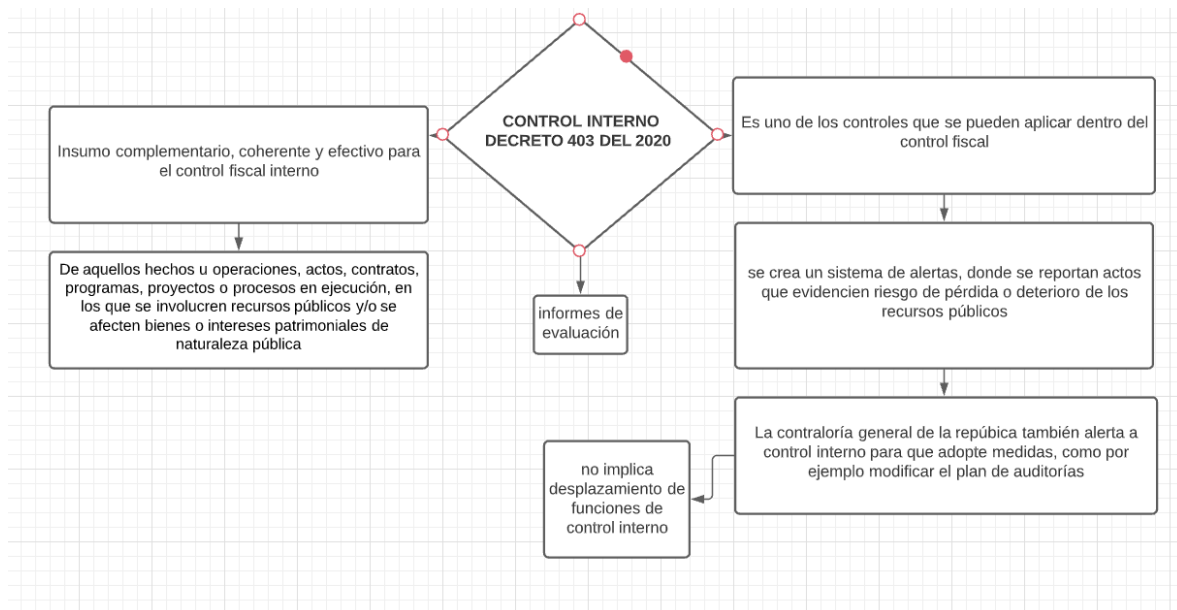 CONTROL INTERNO
DECRETO 403 DEL 2020
Insumo complementario, coherente y efectivo para
el control fiscal interno
De aquellos hechos u operaciones, actos, contratos,
programas, proyectos o procesos en ejecución, en
los que se involucren recursos públicos y/o se
afecten bienes o intereses patrimoniales de
naturaleza pública
informes de
evaluación
Es uno de los controles que se pueden aplicar dentro del
control fiscal
se crea un sistema de alertas, donde se reportan actos
que evidencien riesgo de pérdida o deterioro de los
recursos públicos
La contraloría general de la repúbica también alerta a
control interno para que adopte medidas, como por
ejemplo modificar el plan de auditorías
no implica
desplazamiento de
funciones de
control interno